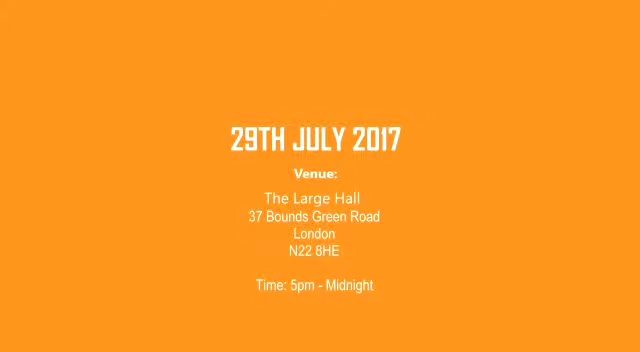 29TH JULY 2017
Venue:
The Large Hall
37 Bounds Green Road
London
N22 8HE
Time: 5pm - Midnight